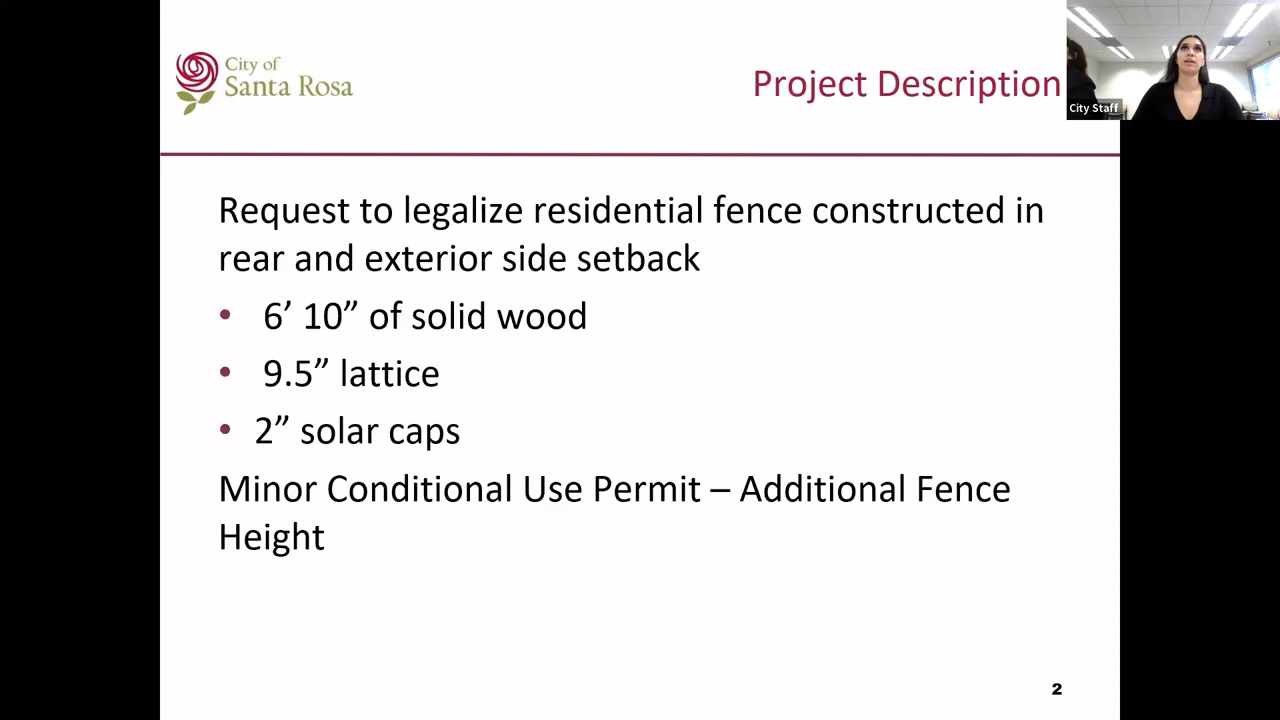 City of
Santa Rosa
Project Description
City Staff
Request to legalize residential fence constructed in
rear and exterior side setback
• 6’ 10” of solid wood
• 9.5” lattice
• 2” solar caps
Minor Conditional Use Permit – Additional Fence
Height
2